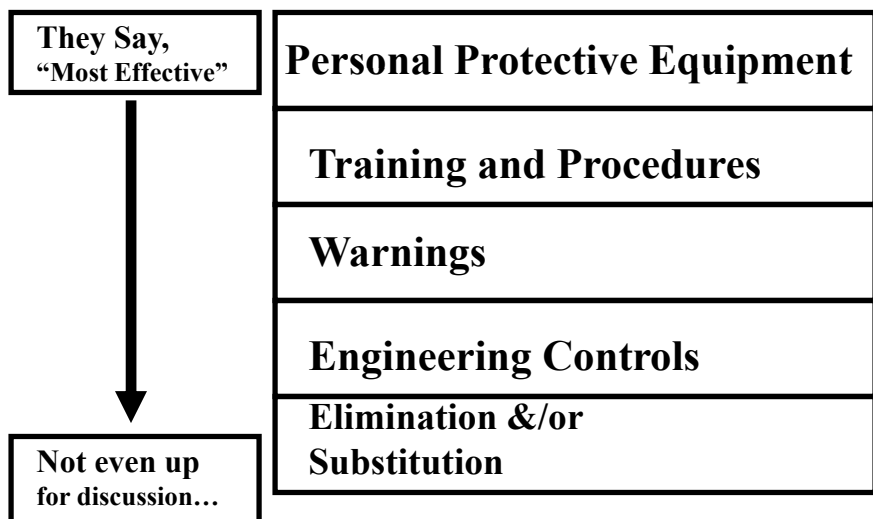 They Say,
“Most Effective”
Personal Protective Equipment
Training and Procedures
Warnings
Engineering Controls
Elimination &/or
Substitution
Not even up
for discussion…